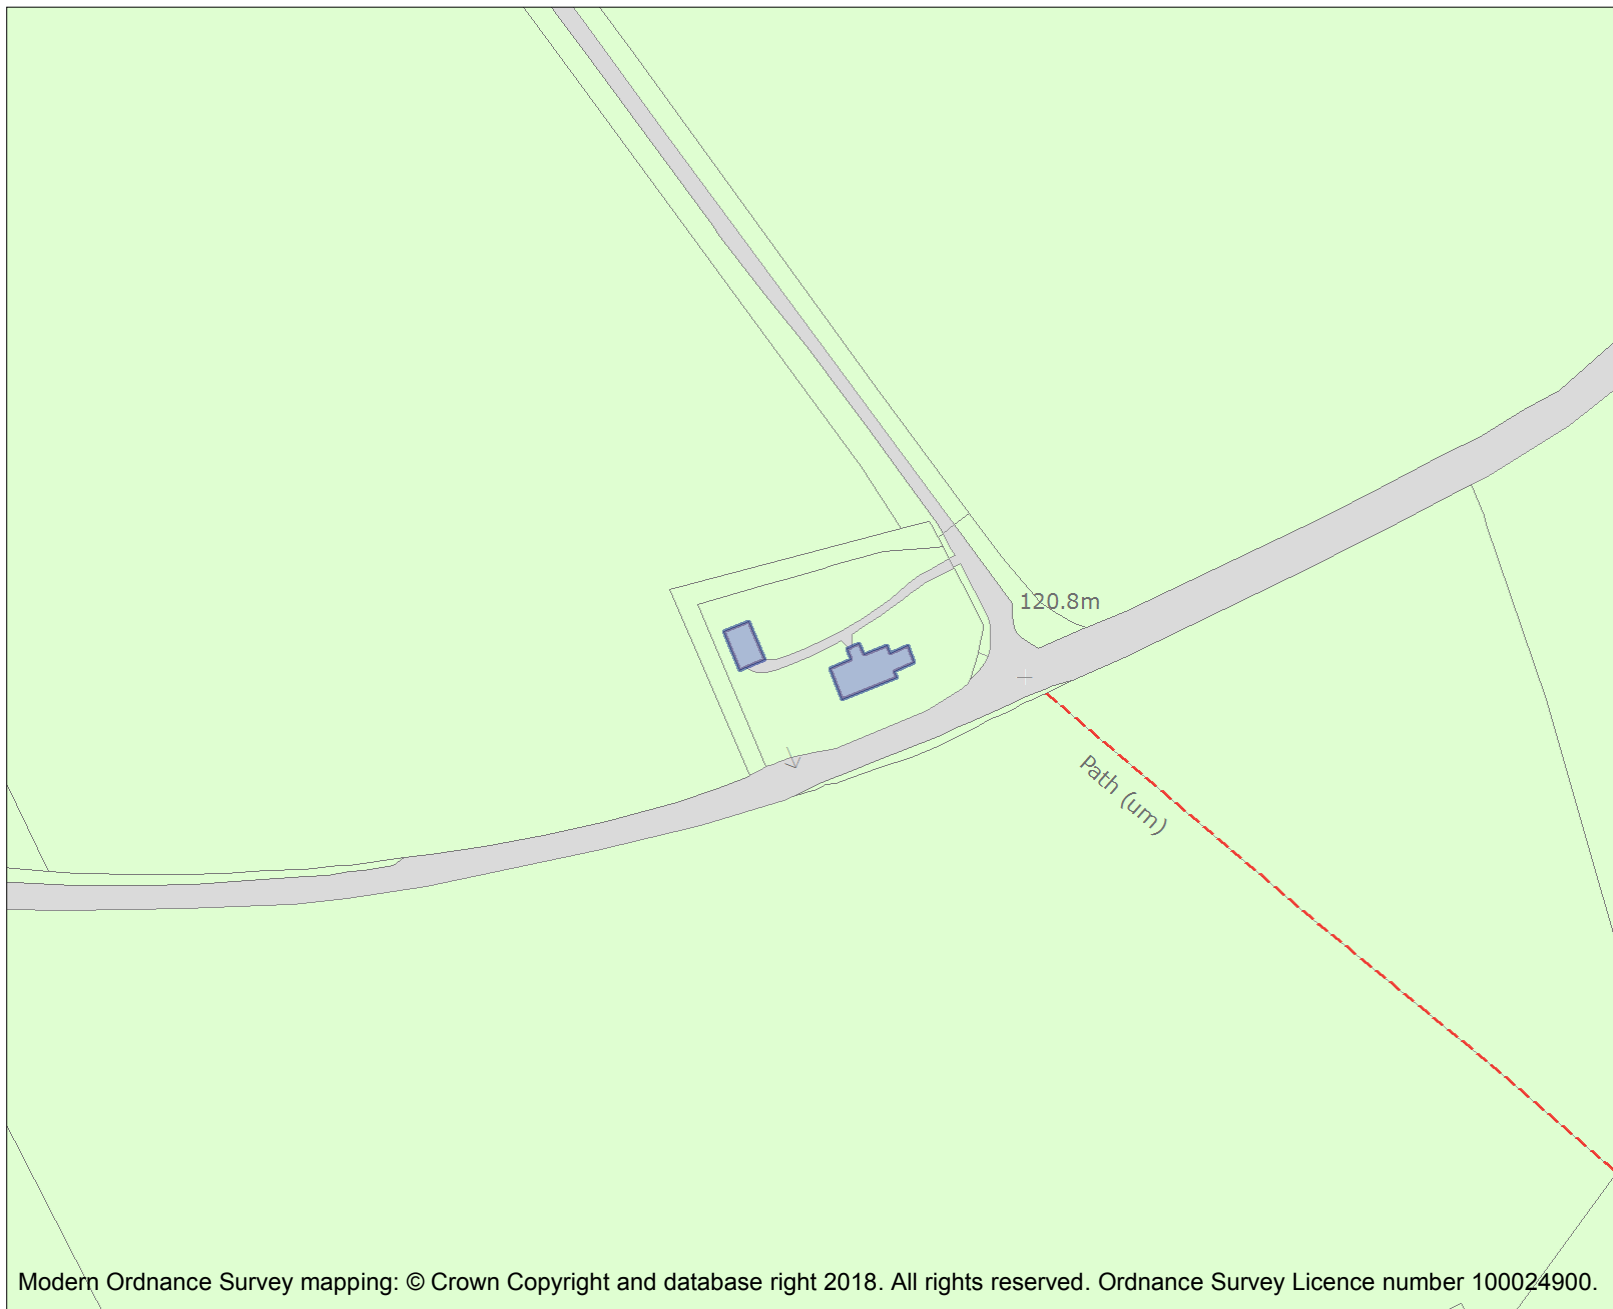 120.8m
Path (um)
Modern Ordnance Survey mapping: © Crown Copyright and database right 2018. All rights reserved. Ordnance Survey Licence number 100024900.